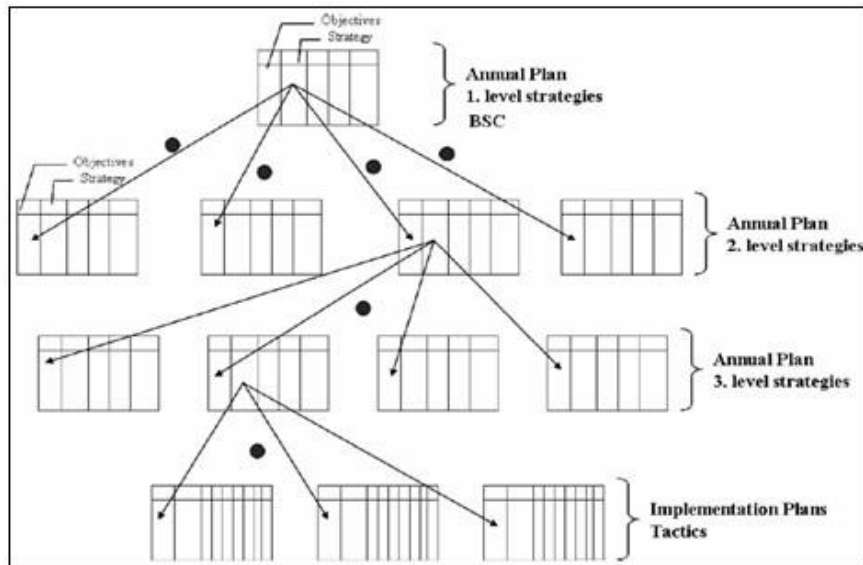 Objectives
Strategy
Annual Plan
1. level strategies
BSC
Objectives
Strategy
Annual Plan
2. level strategies
Annual Plan
3. level strategies
Implementation Plans
Tactics